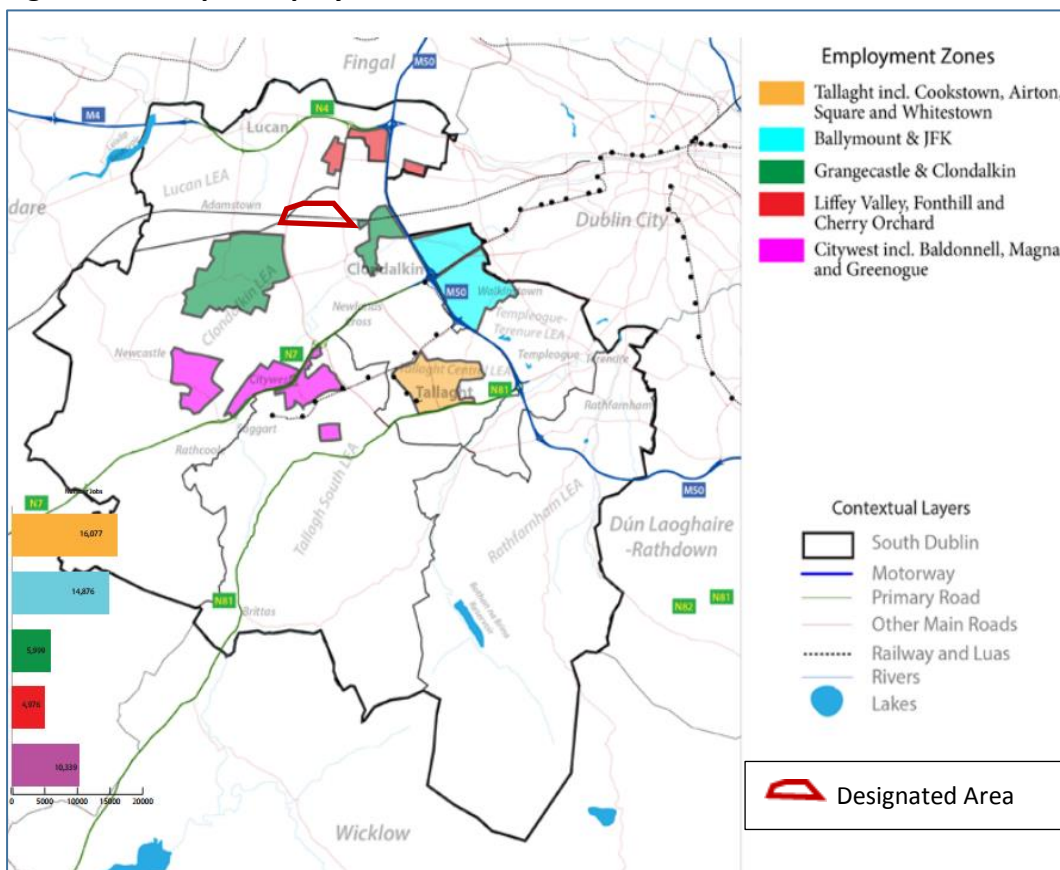 Fingal
M50
M4
N4
Lucan
Lucan LEA
Adamstown
dare
Dublin City
Clondalkin
Clondalkin LEA
M50
Walkinstown
Newlands
Cross
Templeogue-
Terenure LEA
Templeogue
Terenure
Newcastle
N7
Citywest
Tallaght Central LEA
Tallaght
N81
Rathfarnham
Saggart
Rathcoole
M50
N7
Number Jobs
Tallagh South LEA
Rathfarnham LEA
Dún Laoghaire
-Rathdown
N81
N82
N81
Brittas
16,077
14,876
5,999
4,976
10,339
0 5000 10000 15000 20000
Wicklow
Employment Zones
Tallaght incl. Cookstown, Airton,
Square and Whitestown
Ballymount & JFK
Grangecastle & Clondalkin
Liffey Valley, Fonthill and
Cherry Orchard
Citywest incl. Baldonnell, Magna
and Greenogue
Contextual Layers
South Dublin
Motorway
Primary Road
Other Main Roads
Railway and Luas
Rivers
Lakes
Designated Area